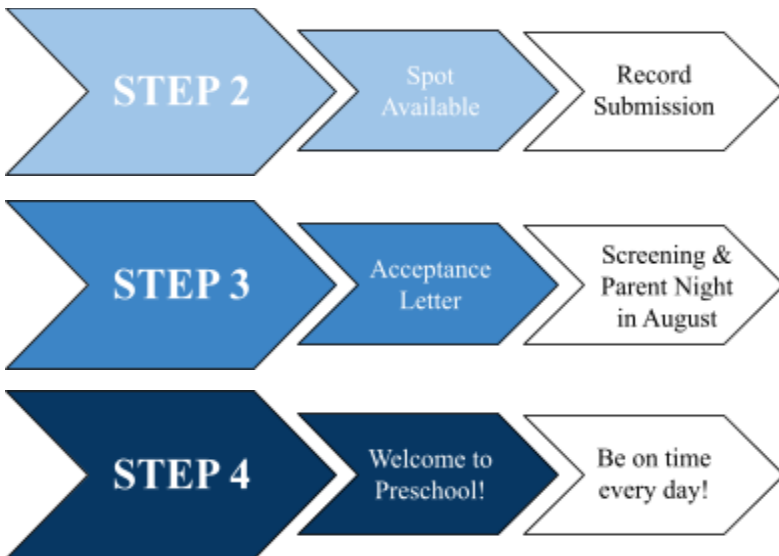 STEP 2
Spot
Available
Record
Submission
STEP 3
Acceptance
Letter
Screening &
Parent Night
in August
STEP 4
Welcome to
Preschool!
Be on time
every day!